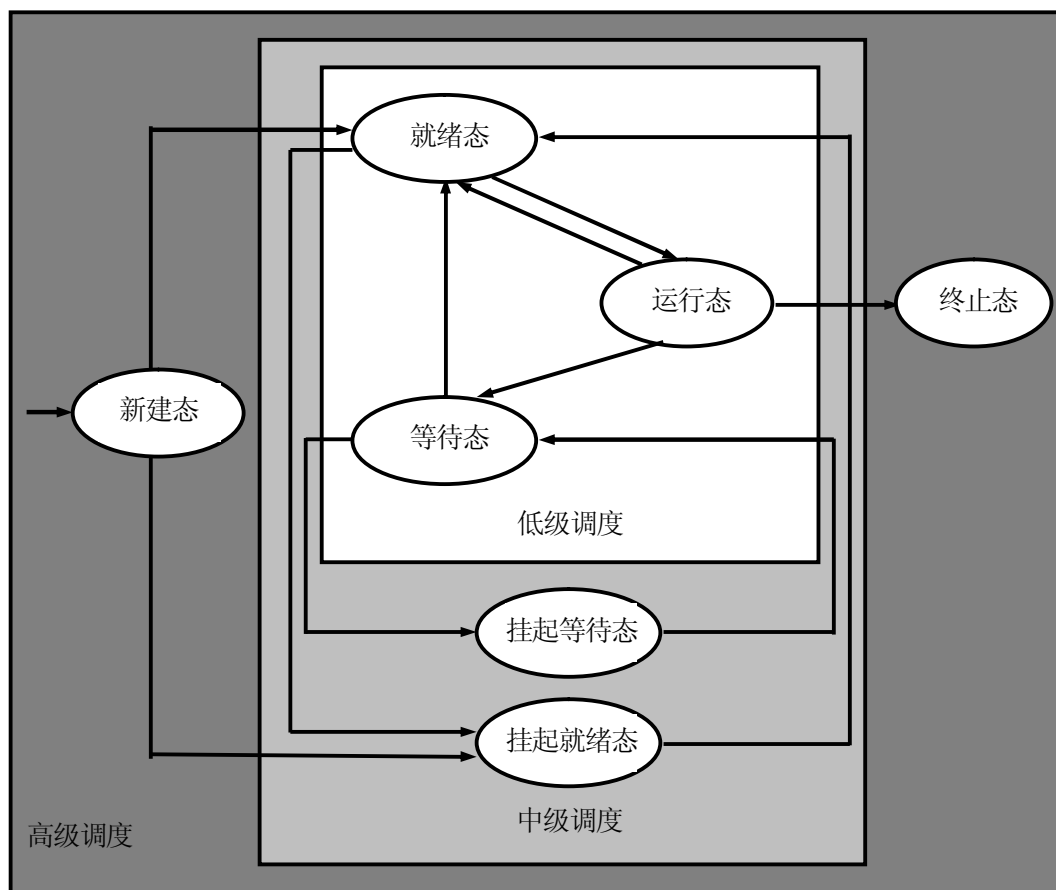 就绪态
运行态
终止态
新建态
等待态
低级调度
挂起等待态
挂起就绪态
中级调度
高级调度